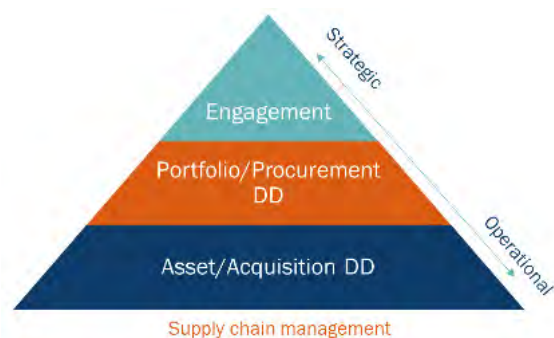 Strategic
Engagement
Portfolio/Procurement
DD
Operational
Asset/Acquisition DD
Supply chain management